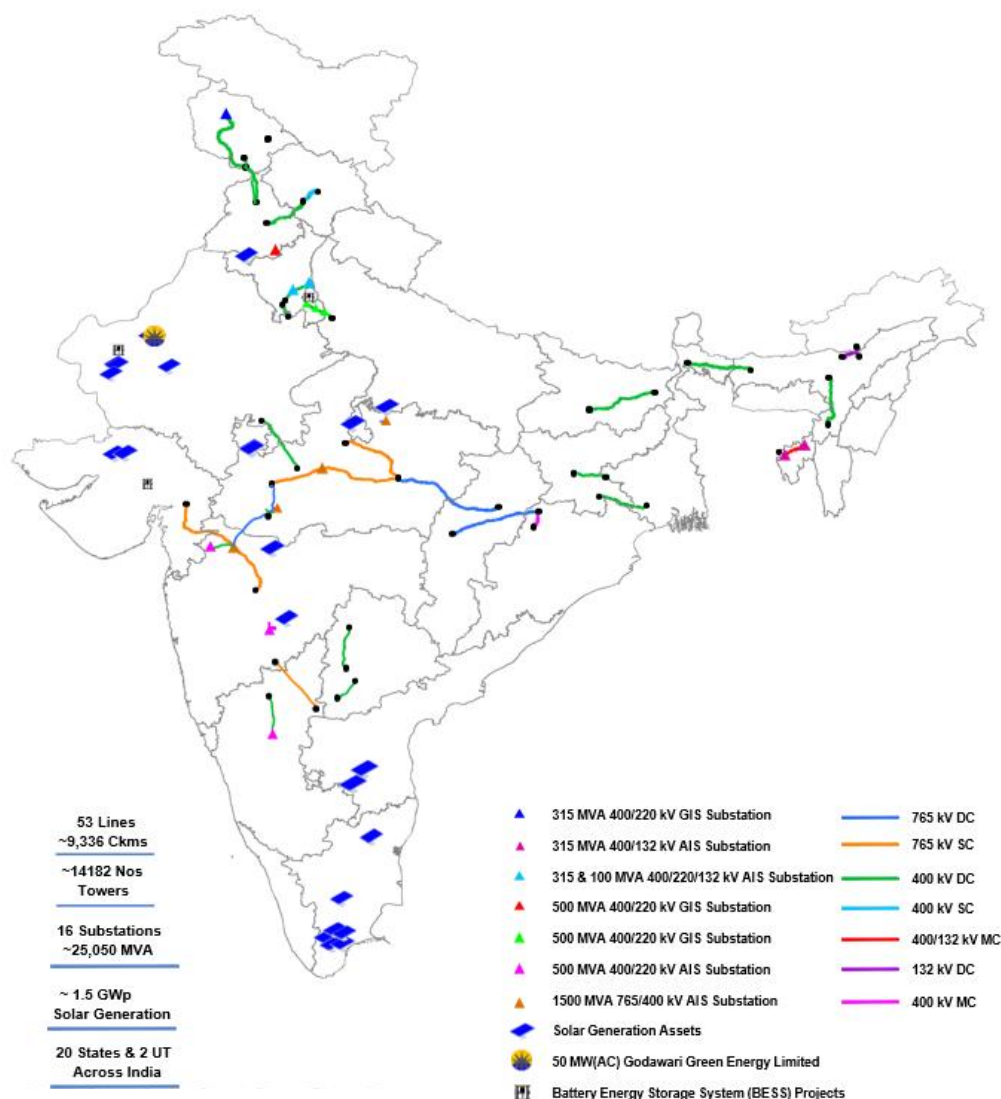 53 Lines
~9,336 Ckms
~14182 Nos
Towers
16 Substations
~25,050 MVA
~ 1.5 GWp
Solar Generation
20 States & 2 UT
Across India
315 MVA 400/220 kV GIS Substation
315 MVA 400/132 kV AIS Substation
315 & 100 MVA 400/220/132 kV AIS Substation
500 MVA 400/220 kV GIS Substation
500 MVA 400/220 kV GIS Substation
500 MVA 400/220 kV AIS Substation
1500 MVA 765/400 kV AIS Substation
Solar Generation Assets
50 MW(AC) Godawari Green Energy Limited
Battery Energy Storage System (BESS) Projects
765 kV DC
765 kV SC
400 kV DC
400 kV SC
400/132 kV MC
132 kV DC
400 kV MC